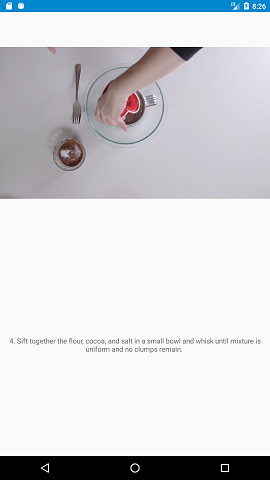 8:26
4. Sift together the flour, cocoa, and salt in a small bowl and whisk until mixture is
uniform and no clumps remain.